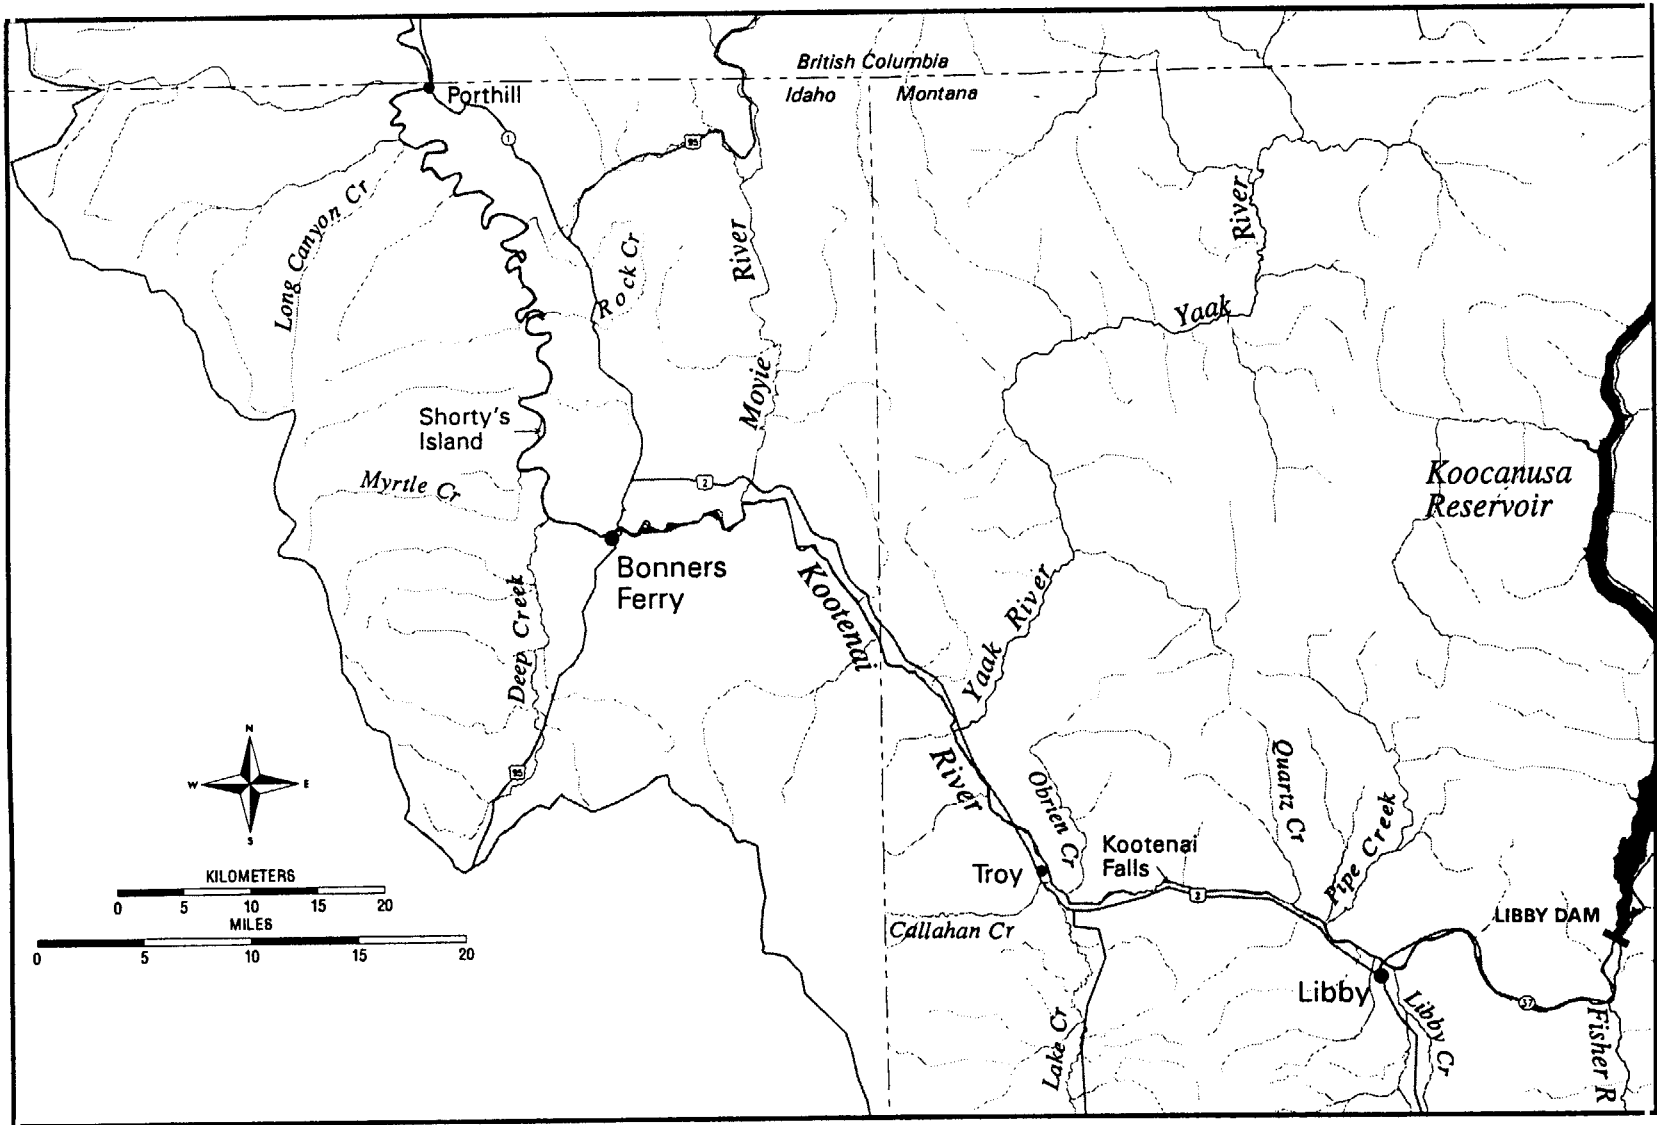 British Columbia
Idaho
Montana
Porthill
1
95
Long Canyon Cr
Rock Cr
River
Moyie
River
Yaak
Shorty's
Island
Myrtle Cr
2
Koocanusa
Reservoir
Bonners
Ferry
Deep Creek
Kootenai
River
Yaak River
95
N
W
E
S
Obrien Cr
Quartz Cr
Pipe Creek
Kootenai
Falls
Troy
2
KILOMETERS
0 5 10 15 20
MILES
0 5 10 15 20
Callahan Cr
LIBBY DAM
Libby
37
Lake Cr
Libby Cr
Fisher R